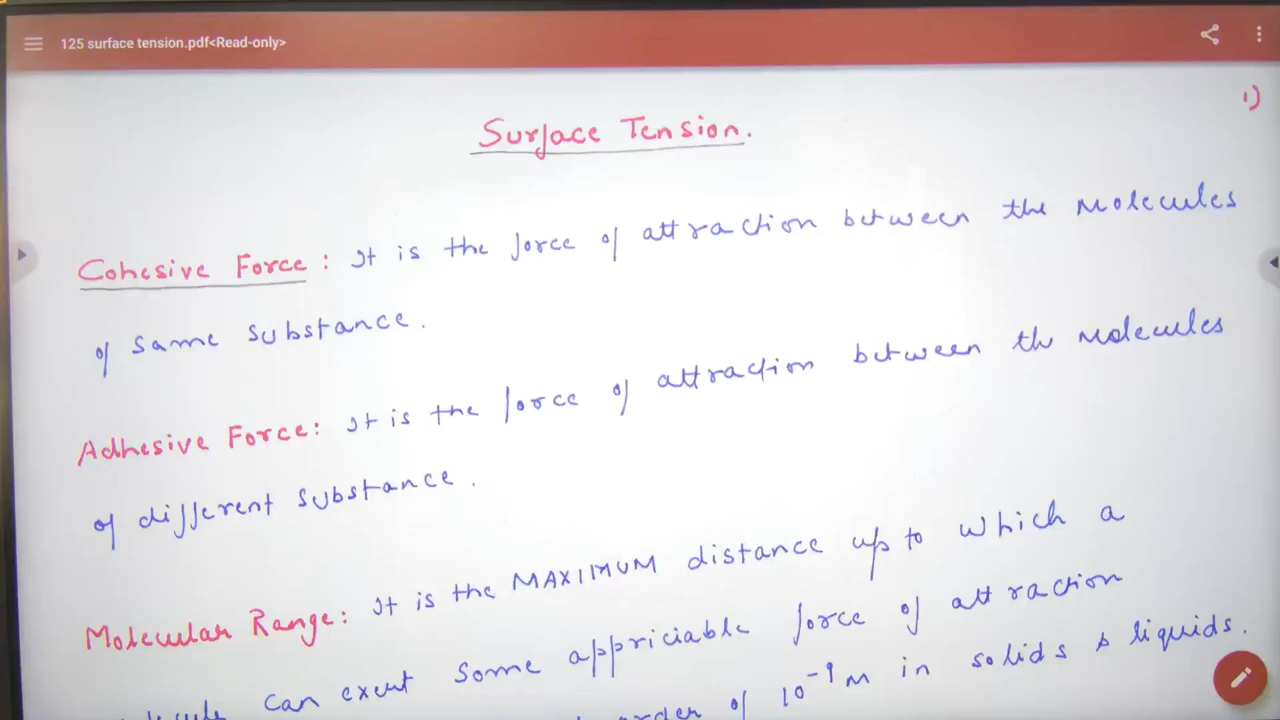 125 surface tension.pdf<Read-only>
1)
Surface Tension.
Cohesive Force: It is the force of attraction between the molecules
of same substance.
Adhesive Force: It is the force of attraction between the molecules
of different substance.
Molecular Range: It is the MAXIMUM distance up to which a
can exert some appriciable force of attraction
order of 10⁻⁹ m in solids & liquids.